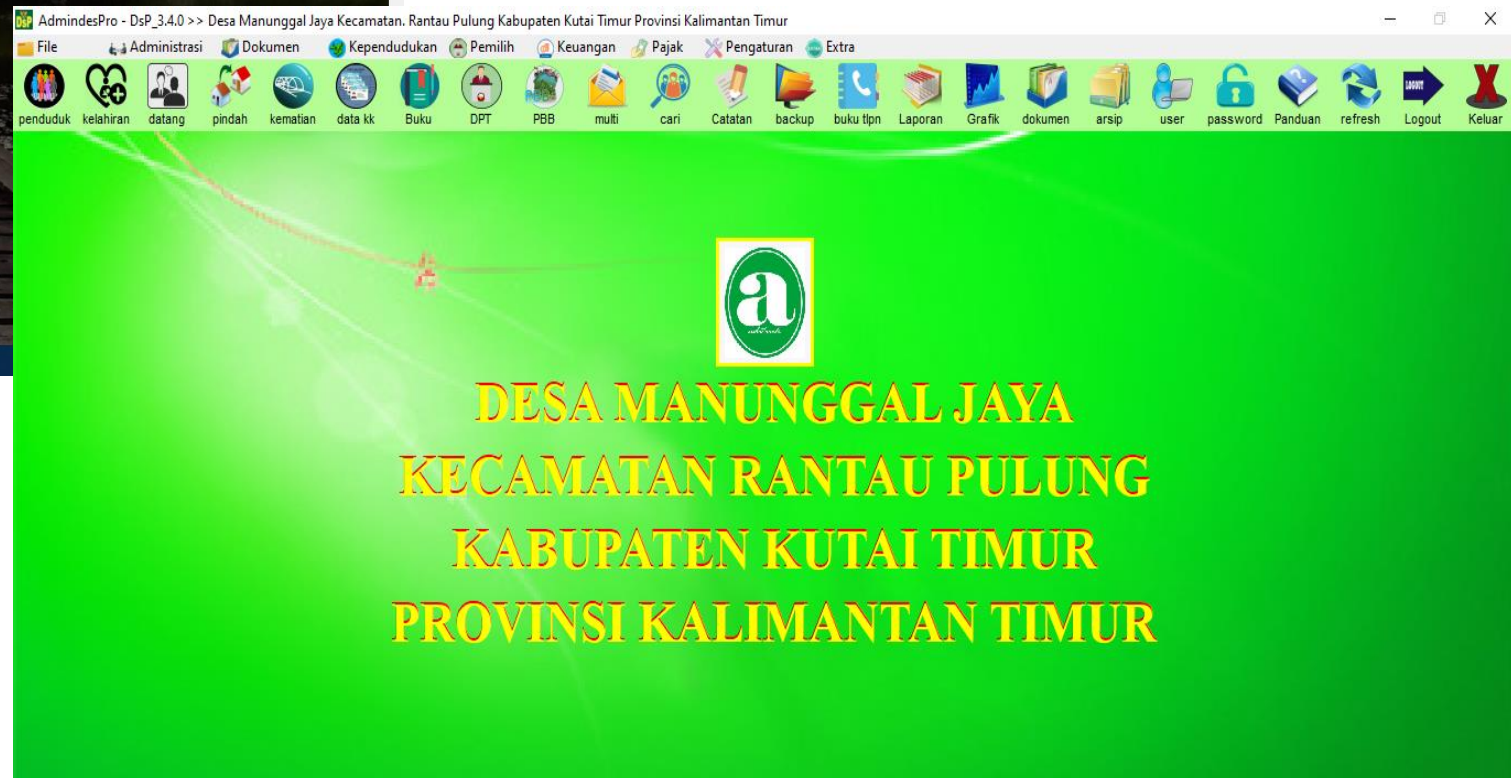 DsP AdmindesPro - DsP_3.4.0 >> Desa Manunggal Jaya Kecamatan. Rantau Pulung Kabupaten Kutai Timur Provinsi Kalimantan Timur
File Administrasi Dokumen Kependudukan Pemilih Keuangan Pajak Pengaturan Extra
LOGOUT
penduduk kelahiran datang pindah kematian data kk Buku DPT PBB multi cari Catatan backup buku tlpn Laporan Grafik dokumen arsip user password Panduan refresh Logout Keluar
a
DESA MANUNGGAL JAYA
KECAMATAN RANTAU PULUNG
KABUPATEN KUTAI TIMUR
PROVINSI KALIMANTAN TIMUR